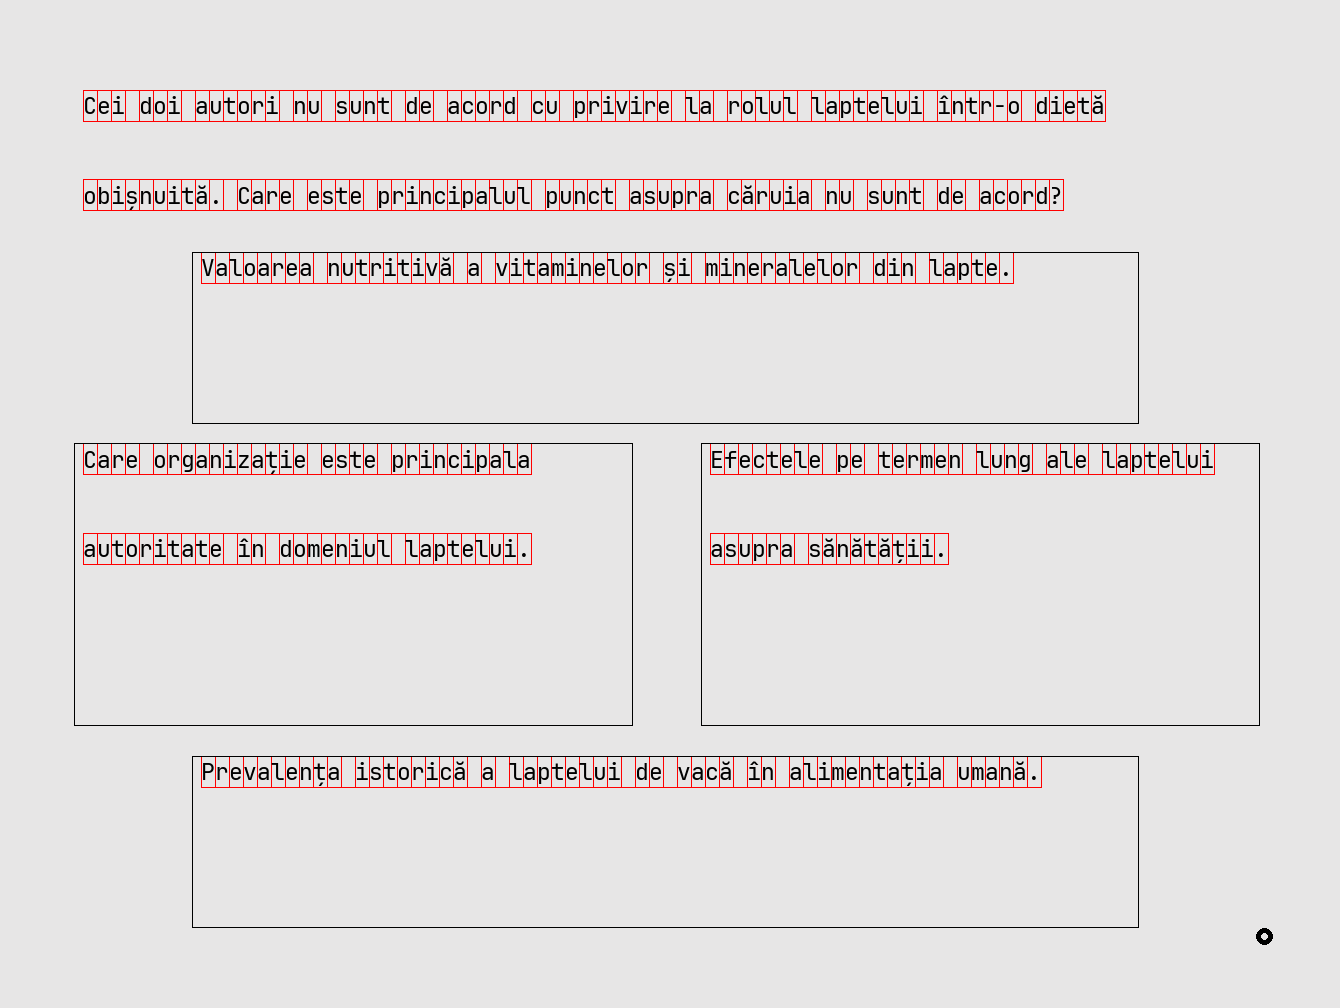 Cei doi autori nu sunt de acord cu privire la rolul laptelui într-o dietă
obișnuită. Care este principalul punct asupra căruia nu sunt de acord?
Valoarea nutritivă a vitaminelor și mineralelor din lapte.
Care organizație este principala
autoritate în domeniul laptelui.
Efectele pe termen lung ale laptelui
asupra sănătății.
Prevalența istorică a laptelui de vacă în alimentația umană.